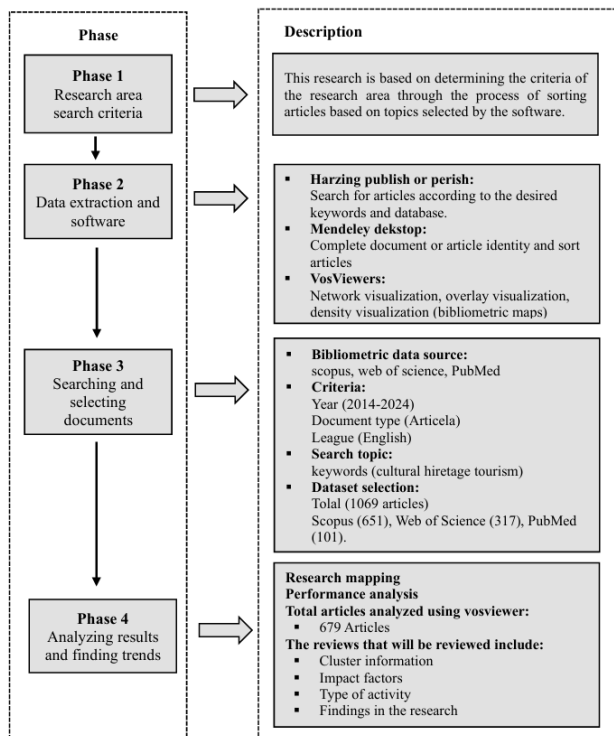 Phase
Description
Phase 1
Research area
search criteria
This research is based on determining the criteria of
the research area through the process of sorting
articles based on topics selected by the software.
Phase 2
Data extraction and
software
▪ Harzing publish or perish:
Search for articles according to the desired
keywords and database.
▪ Mendeley dekstop:
Complete document or article identity and sort
articles
▪ VosViewers:
Network visualization, overlay visualization,
density visualization (bibliometric maps)
Phase 3
Searching and
selecting
documents
▪ Bibliometric data source:
scopus, web of science, PubMed
▪ Criteria:
Year (2014-2024)
Document type (Articela)
League (English)
▪ Search topic:
keywords (cultural hiretage tourism)
▪ Dataset selection:
Tolal (1069 articles)
Scopus (651), Web of Science (317), PubMed
(101).
Phase 4
Analyzing results
and finding trends
Research mapping
Performance analysis
Total articles analyzed using vosviewer:
▪ 679 Articles
The reviews that will be reviewed include:
▪ Cluster information
▪ Impact factors
▪ Type of activity
▪ Findings in the research